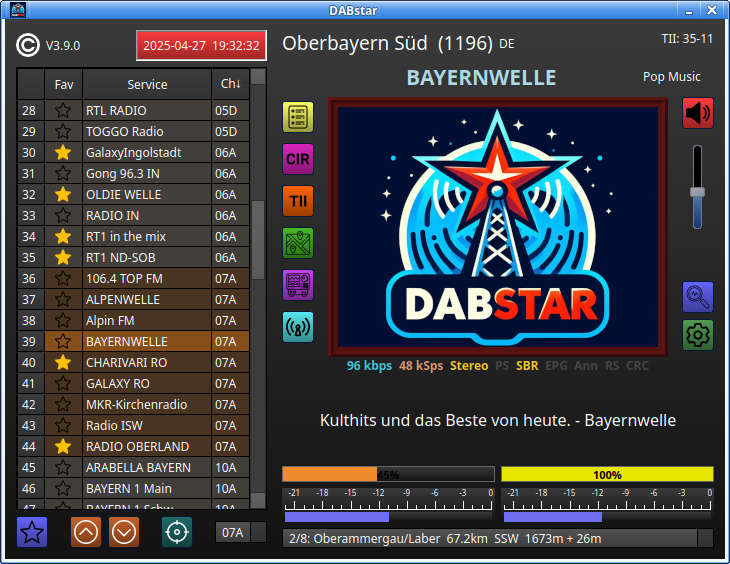 DABstar
V3.9.0
2025-04-27 19:32:32
Oberbayern Süd (1196) DE
TII: 35-11
BAYERNWELLE
Pop Music
Fav Service Ch↓
28 RTL RADIO 05D
29 TOGGO Radio 05D
30 GalaxyIngolstadt 06A
31 Gong 96.3 IN 06A
32 OLDIE WELLE 06A
33 RADIO IN 06A
34 RT1 in the mix 06A
35 RT1 ND-SOB 06A
36 106.4 TOP FM 07A
37 ALPENWELLE 07A
38 Alpin FM 07A
39 BAYERNWELLE 07A
40 CHARIVARI RO 07A
41 GALAXY RO 07A
42 MKR-Kirchenradio 07A
43 Radio ISW 07A
44 RADIO OBERLAND 07A
45 ARABELLA BAYERN 10A
46 BAYERN 1 Main 10A
47 BAYERN 1 Schw 10A
07A
CIR
TII
DABSTAR
96 kbps 48 kSps Stereo PS SBR EPG Ann RS CRC
Kulthits und das Beste von heute. - Bayernwelle
45% 100%
-21 -18 -15 -12 -9 -6 -3 0 -21 -18 -15 -12 -9 -6 -3 0
2/8: Oberammergau/Laber 67.2km SSW 1673m + 26m